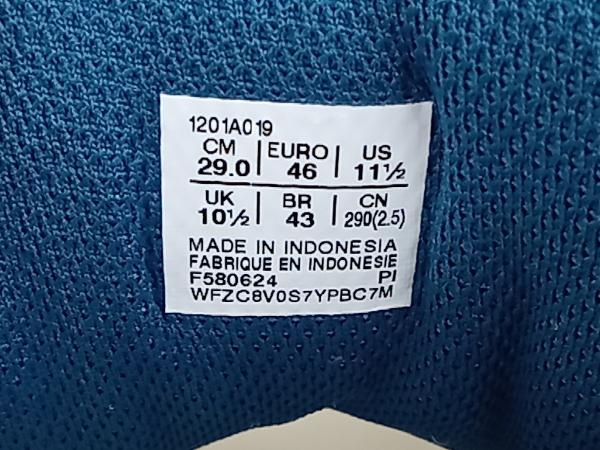 1201A019
CM EURO US
29.0 46 11½
UK BR CN
10½ 43 290(2.5)
MADE IN INDONESIA
FABRIQUE EN INDONESIE
F580624 PI
WFZC8V0S7YPBC7M